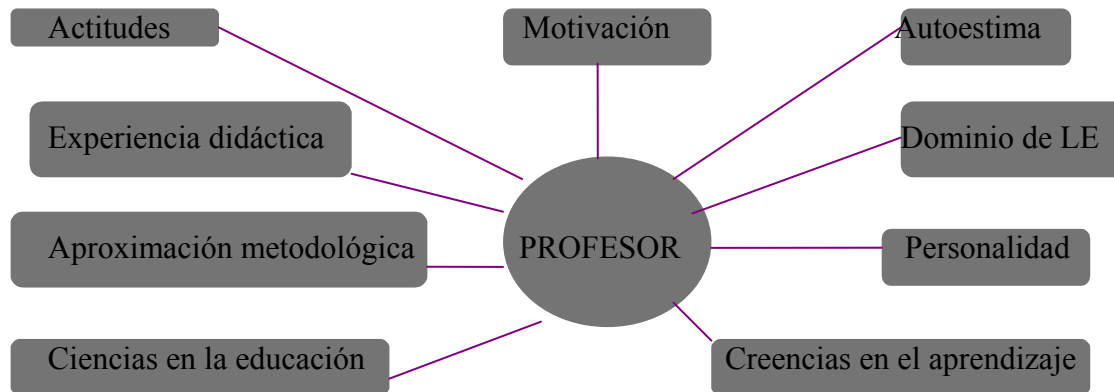 Actitudes
Motivación
Autoestima
Experiencia didáctica
Dominio de LE
Aproximación metodológica
PROFESOR
Personalidad
Ciencias en la educación
Creencias en el aprendizaje